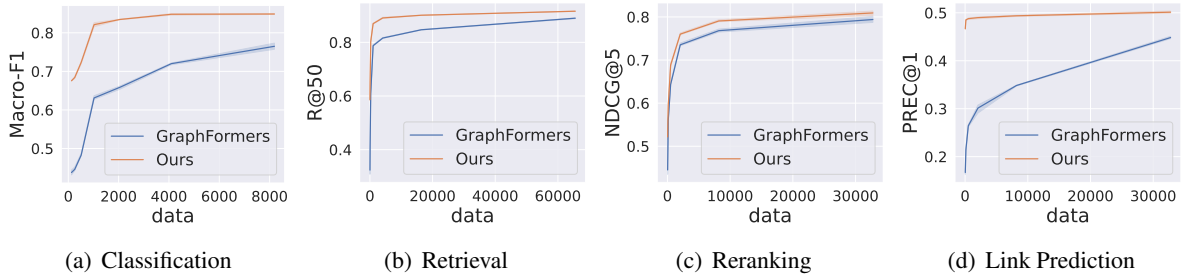 Macro-F1
0.8
0.7
0.6
0.5
0 2000 4000 6000 8000
data
GraphFormers
Ours
(a) Classification
R@50
0.8
0.6
0.4
0 20000 40000 60000
data
GraphFormers
Ours
(b) Retrieval
NDCG@5
0.8
0.7
0.6
0.5
0 10000 20000 30000
data
GraphFormers
Ours
(c) Reranking
PREC@1
0.5
0.4
0.3
0.2
0 10000 20000 30000
data
GraphFormers
Ours
(d) Link Prediction